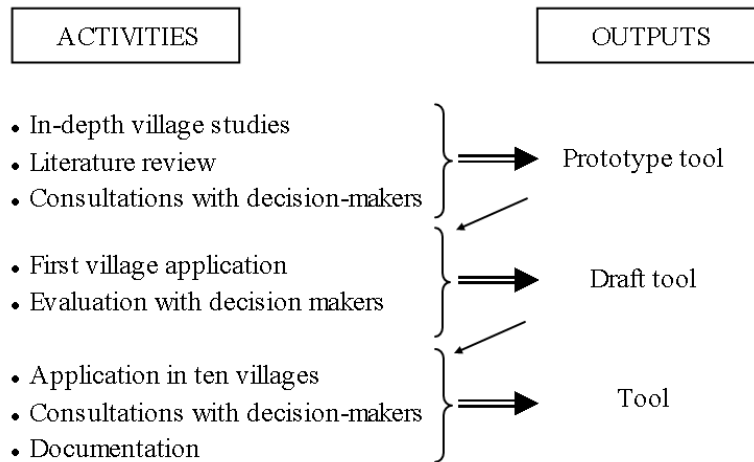 ACTIVITIES
OUTPUTS
• In-depth village studies
• Literature review
• Consultations with decision-makers
Prototype tool
• First village application
• Evaluation with decision makers
Draft tool
• Application in ten villages
• Consultations with decision-makers
• Documentation
Tool